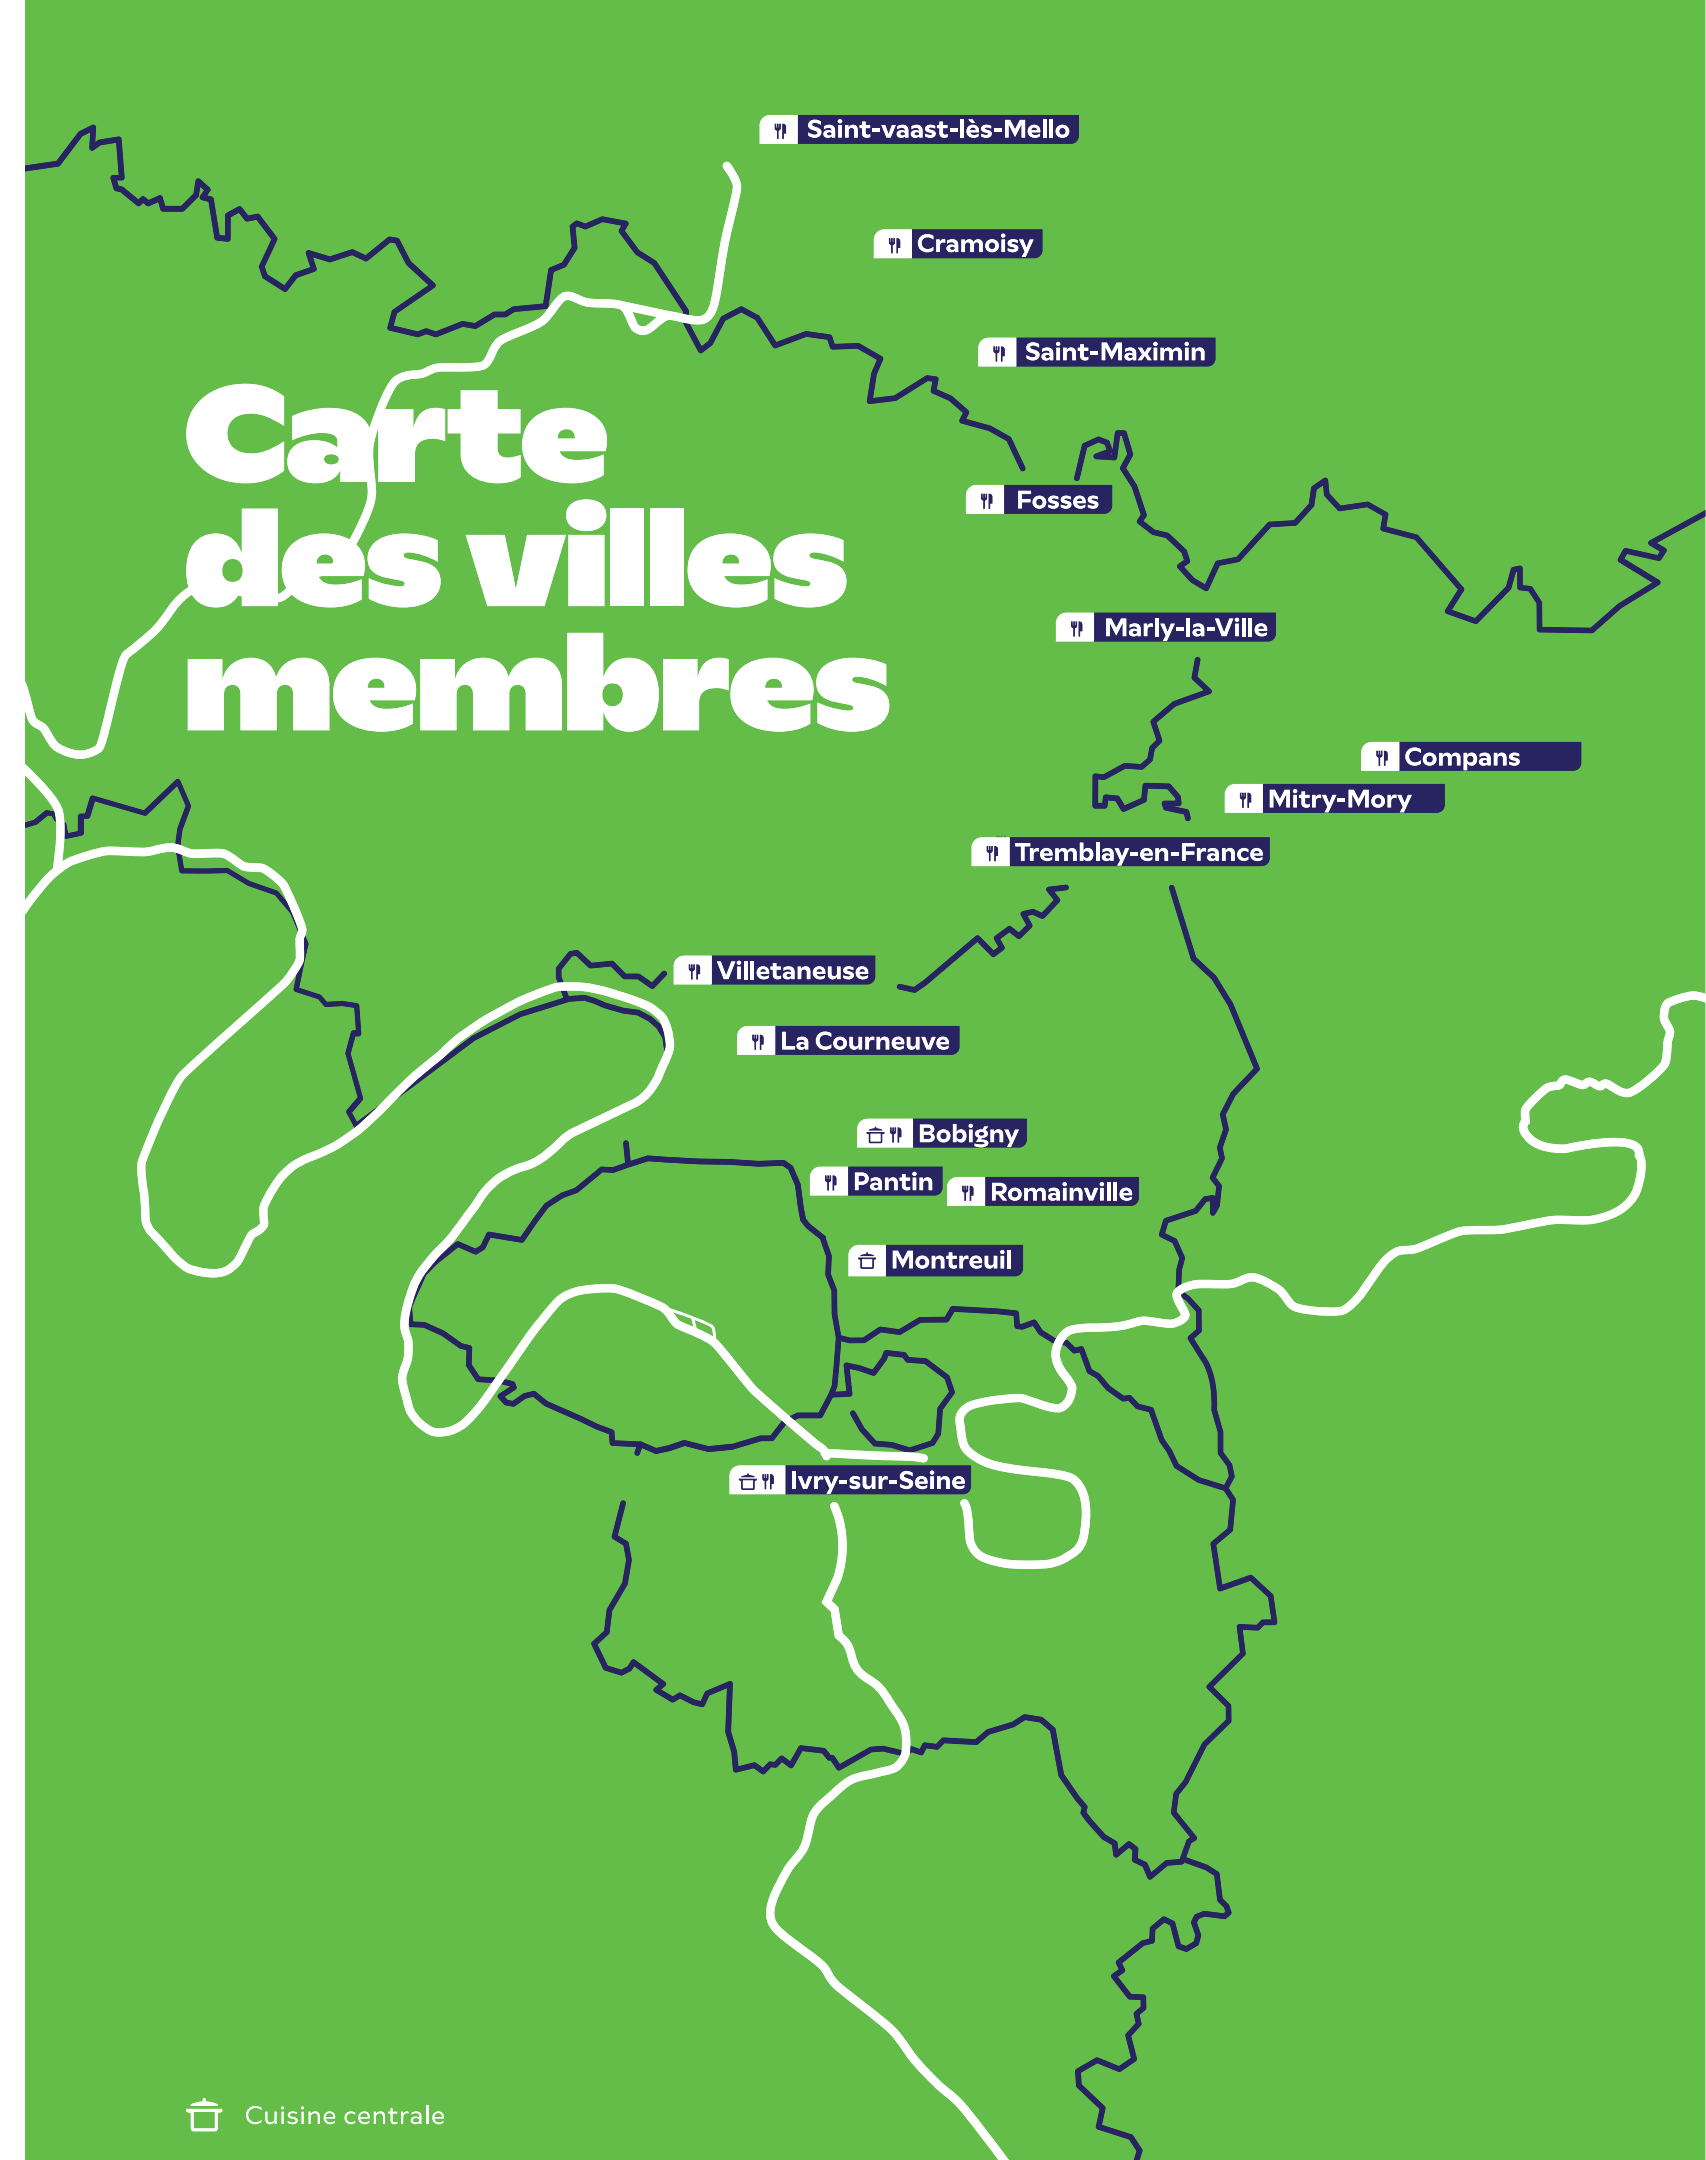 Saint-vaast-lès-Mello
Cramoisy
Saint-Maximin
Carte
des villes
membres
Fosses
Marly-la-Ville
Compans
Mitry-Mory
Tremblay-en-France
Villetaneuse
La Courneuve
Bobigny
Pantin
Romainville
Montreuil
Ivry-sur-Seine
Cuisine centrale